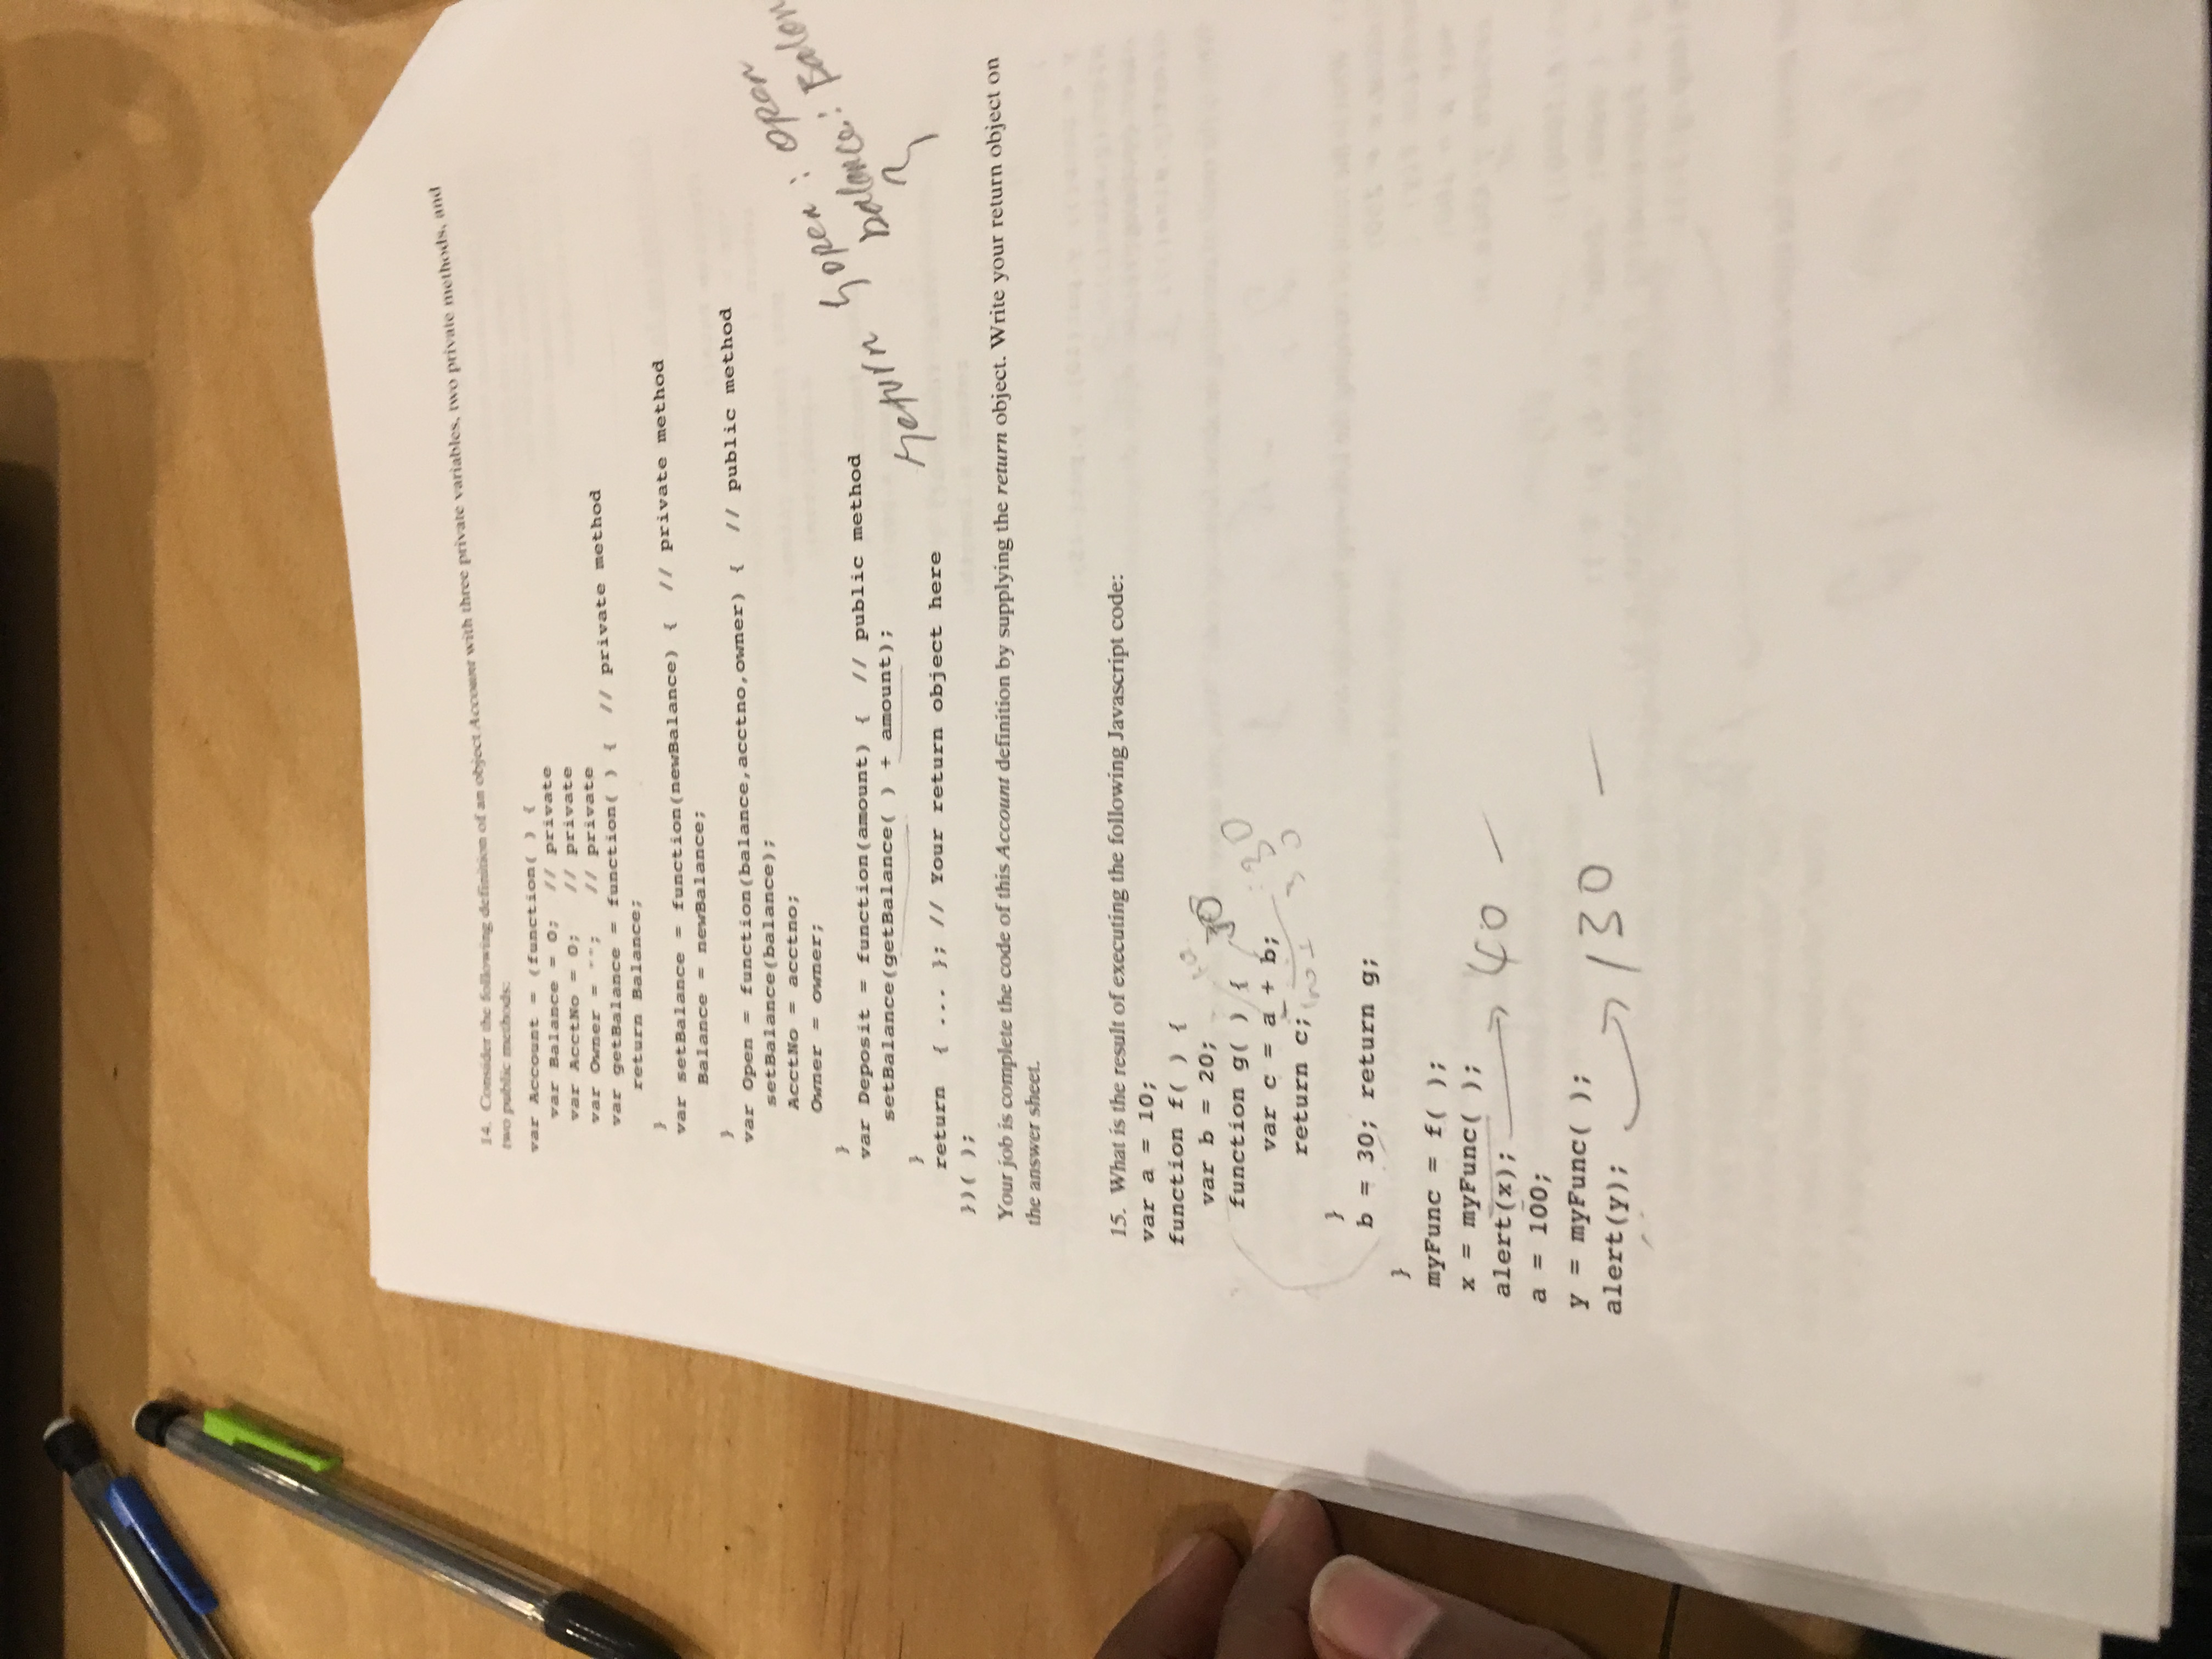 14. Consider the following definition of an object Account with three private variables, two private methods, and
two public methods:
var Account = (function( ) {
var Balance = 0; // private
var AcctNo = 0; // private
var Owner = ""; // private
var getBalance = function( ) { // private method
return Balance;
}
var setBalance = function(newBalance) { // private method
Balance = newBalance;
}
var Open = function(balance,acctno,owner) { // public method
setBalance(balance);
AcctNo = acctno;
Owner = owner;
}
var Deposit = function(amount) { // public method
setBalance(getBalance( ) + amount);
}
return { ... }; // Your return object here
})( );
return { open : open
balance: Balan
}
Your job is complete the code of this Account definition by supplying the return object. Write your return object on
the answer sheet.
15. What is the result of executing the following Javascript code:
var a = 10;
function f( ) {
var b = 20;
function g( ) { 30
var c = a + b; 30
return c; 30
}
b = 30; return g;
}
myFunc = f( );
x = myFunc( );
alert(x); → 40 –
a = 100;
y = myFunc( );
alert(y); → 130 –